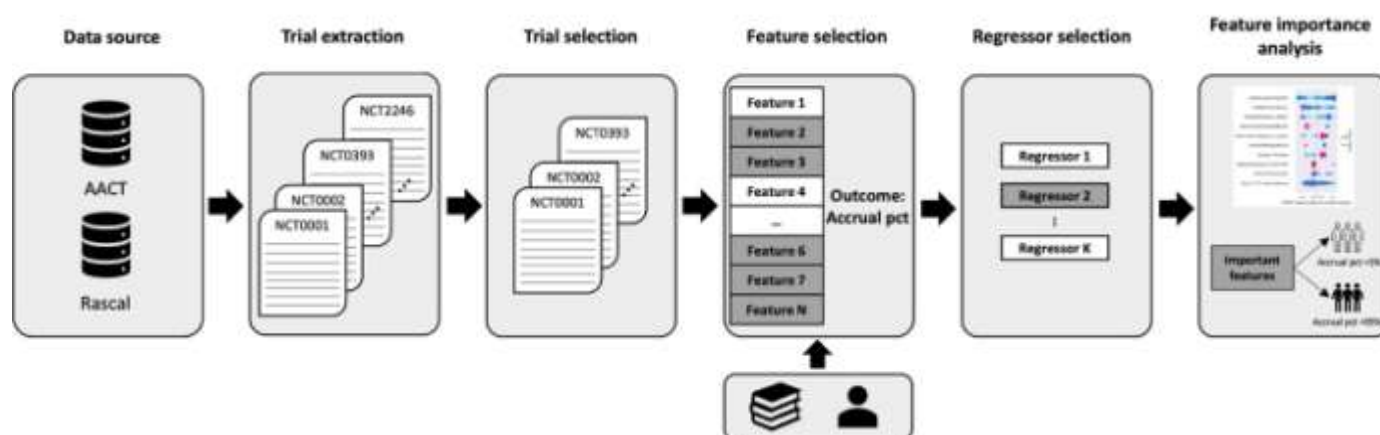 Data source
Trial extraction
Trial selection
Feature selection
Regressor selection
Feature importance
analysis
AACT
Rascal
NCT2246
NCT0393
NCT0002
NCT0001
NCT0393
NCT0002
NCT0001
Feature 1
Feature 2
Feature 3
Feature 4
...
Feature 6
Feature 7
Feature N
Outcome:
Accrual pct
Regressor 1
Regressor 2
⋮
Regressor K
Important
features
Accrual pct
Accrual pct